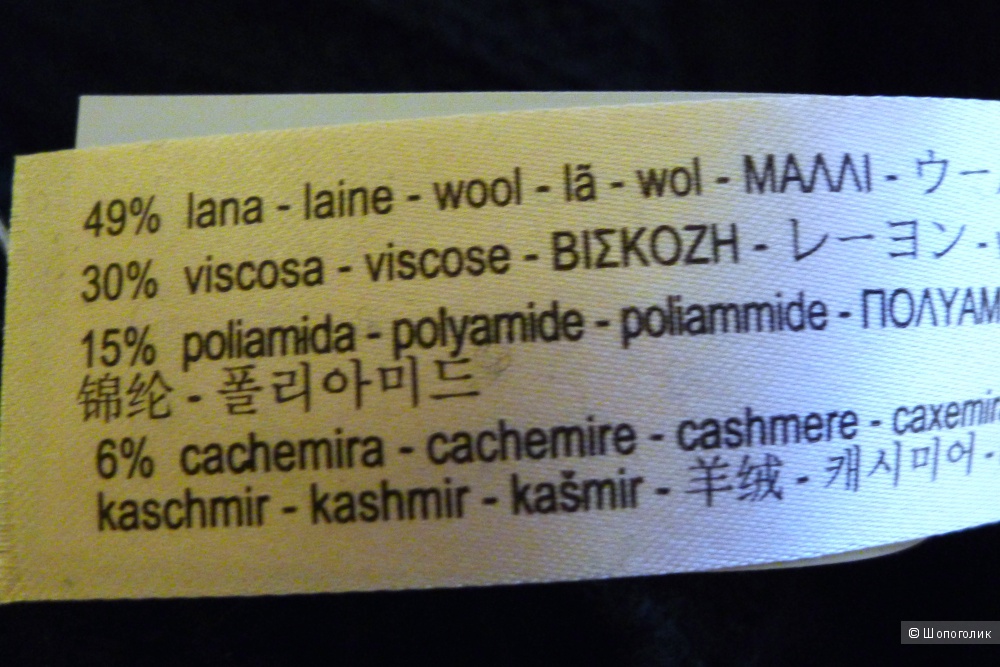 49% lana - laine - wool - lã - wol - ΜΑΛΛΙ - ウー
30% viscosa - viscose - ΒΙΣΚΟΖΗ - レーヨン -
15% poliamida - polyamide - poliammide - ΠΟΛΥΑΜ
锦纶 - 폴리아미드
6% cachemira - cachemire - cashmere - caxemir
kaschmir - kashmir - kašmir - 羊绒 - 캐시미어 -
© Шопоголик